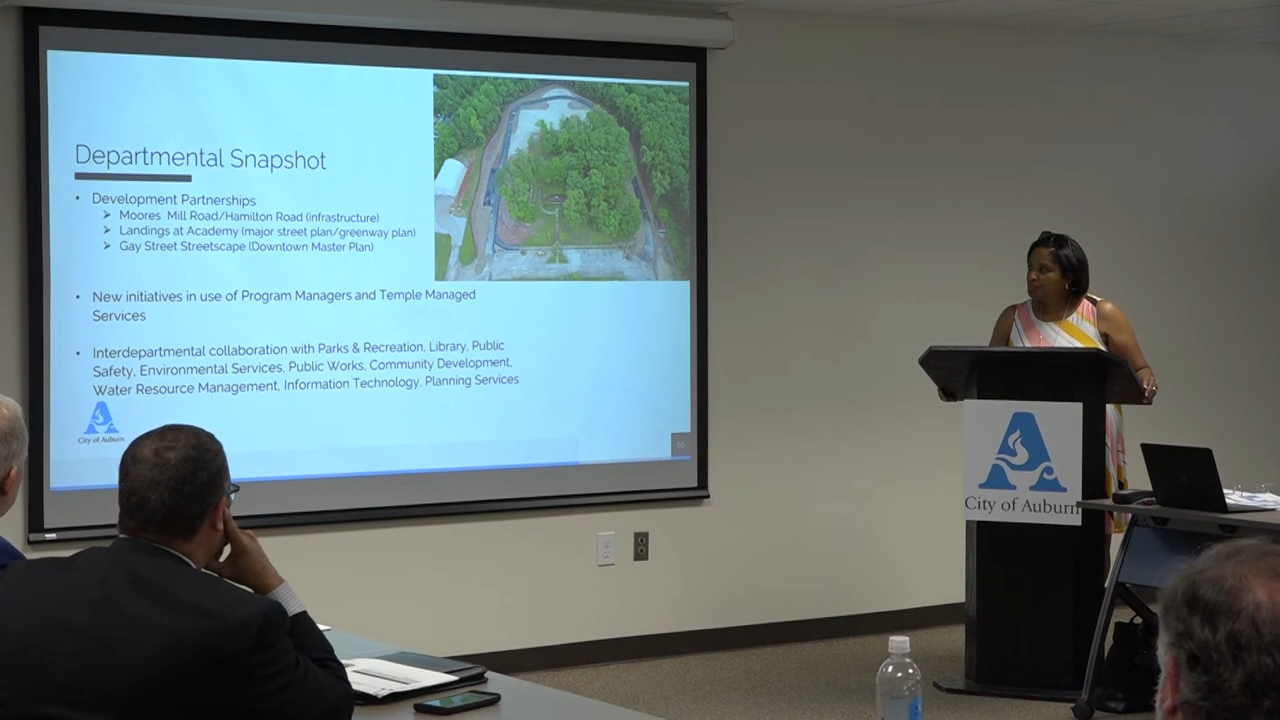 Departmental Snapshot
• Development Partnerships
➢ Moores Mill Road/Hamilton Road (infrastructure)
➢ Landings at Academy (major street plan/greenway plan)
➢ Gay Street Streetscape (Downtown Master Plan)
• New initiatives in use of Program Managers and Temple Managed
Services
• Interdepartmental collaboration with Parks & Recreation, Library, Public
Safety, Environmental Services, Public Works, Community Development,
Water Resource Management, Information Technology, Planning Services
City of Auburn
City of Auburn